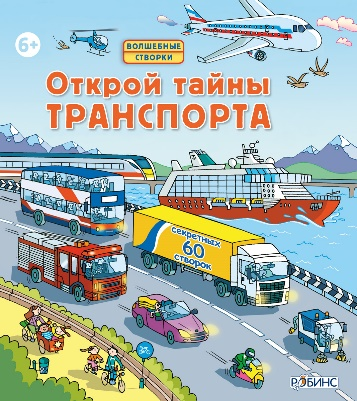 6+
ВОЛШЕБНЫЕ
СТВОРКИ
Открой тайны
ТРАНСПОРТА
секретных
60
створок
РОБИНС